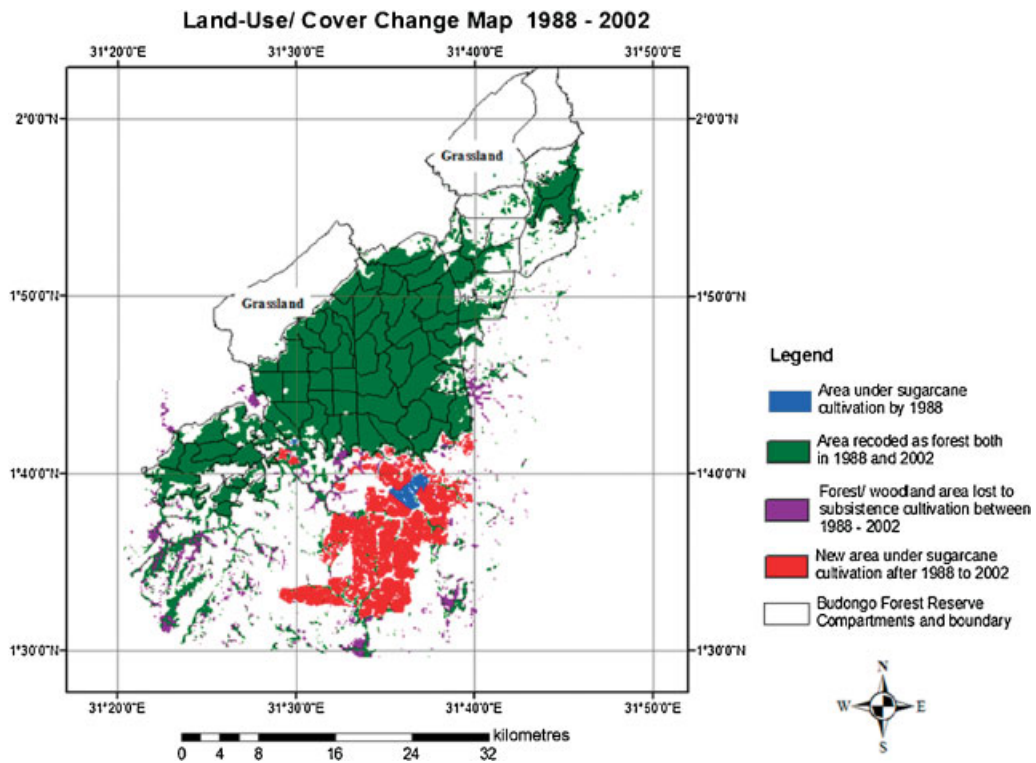 Land-Use/ Cover Change Map 1988 - 2002
31°20'0"E 31°30'0"E 31°40'0"E 31°50'0"E
2°0'0"N 2°0'0"N
Grassland
1°50'0"N 1°50'0"N
Grassland
1°40'0"N 1°40'0"N
1°30'0"N 1°30'0"N
31°20'0"E 31°30'0"E 31°40'0"E 31°50'0"E
kilometres
0 2 4 8 16 24 32
Legend
Area under sugarcane
cultivation by 1988
Area recoded as forest both
in 1988 and 2002
Forest/ woodland area lost to
subsistence cultivation between
1988 - 2002
New area under sugarcane
cultivation after 1988 to 2002
Budongo Forest Reserve
Compartments and boundary
N
W E
S